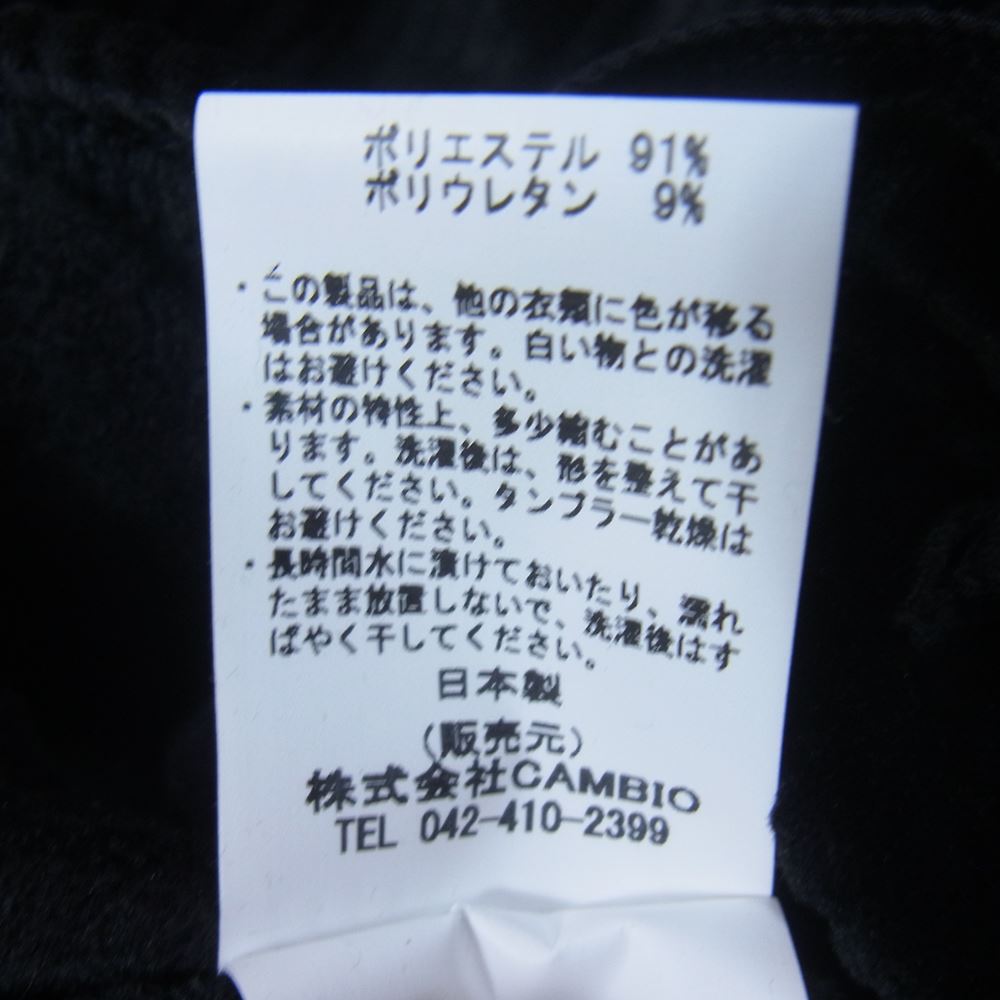 ポリエステル 91%
ポリウレタン 9%
・この製品は、他の衣類に色が移る
場合があります。白い物との洗濯
はお避けください。
・素材の特性上、多少縮むことがあ
ります。洗濯後は、形を整えて干
してください。タンブラー乾燥は
お避けください。
・長時間水に漬けておいたり、濡れ
たまま放置しないで、洗濯後はす
ばやく干してください。
日本製
(販売元)
株式会社CAMBIO
TEL 042-410-2399